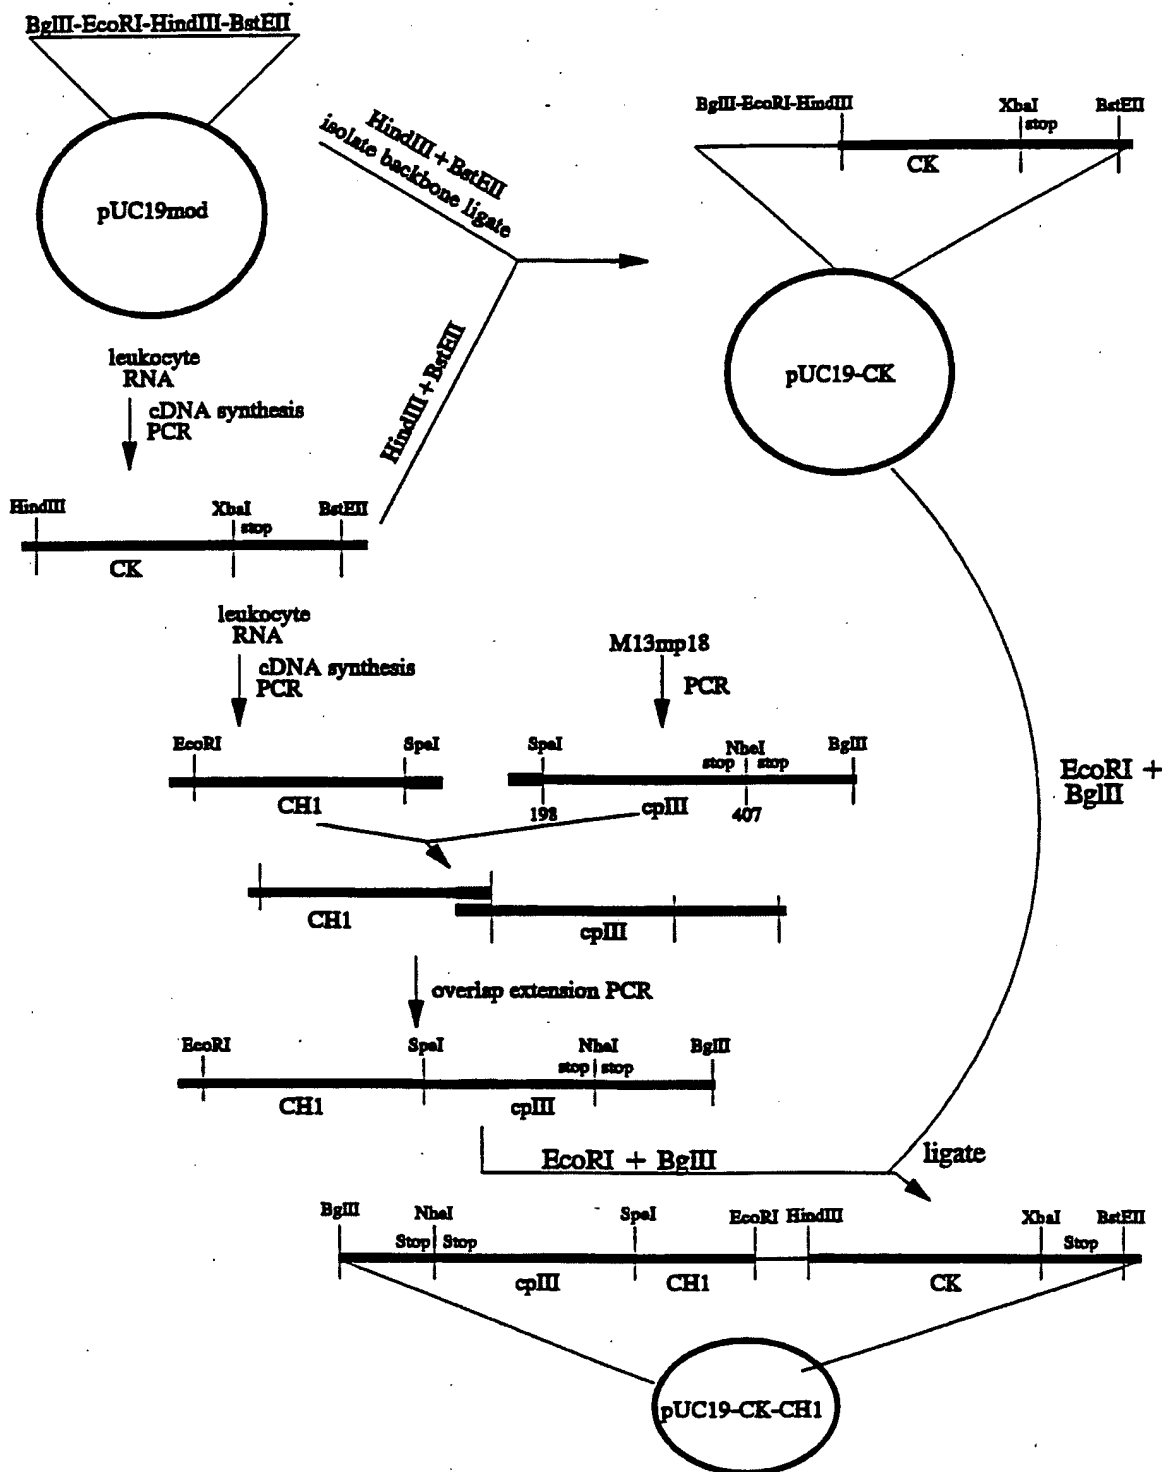 BglII-EcoRI-HindIII-BstEII
pUC19mod
HindIII + BstEII
isolate backbone ligate
BglII-EcoRI-HindIII
XbaI
BstEII
stop
CK
pUC19-CK
leukocyte
RNA
cDNA synthesis
PCR
HindIII + BstEII
HindIII
XbaI
BstEII
stop
CK
leukocyte
RNA
cDNA synthesis
PCR
M13mp18
PCR
EcoRI
SpeI
CH1
SpeI
NheI
BglII
stop
stop
198
cpIII
407
EcoRI +
BglII
CH1
cpIII
overlap extension PCR
EcoRI
SpeI
NheI
BglII
stop
stop
CH1
cpIII
EcoRI + BglII
ligate
BglII
NheI
SpeI
EcoRI
HindIII
XbaI
BstEII
Stop
Stop
Stop
cpIII
CH1
CK
pUC19-CK-CH1